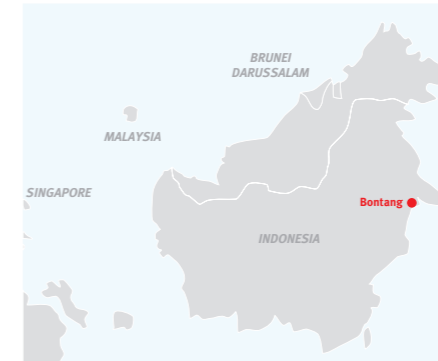 BRUNEI
DARUSSALAM
MALAYSIA
SINGAPORE
Bontang
INDONESIA